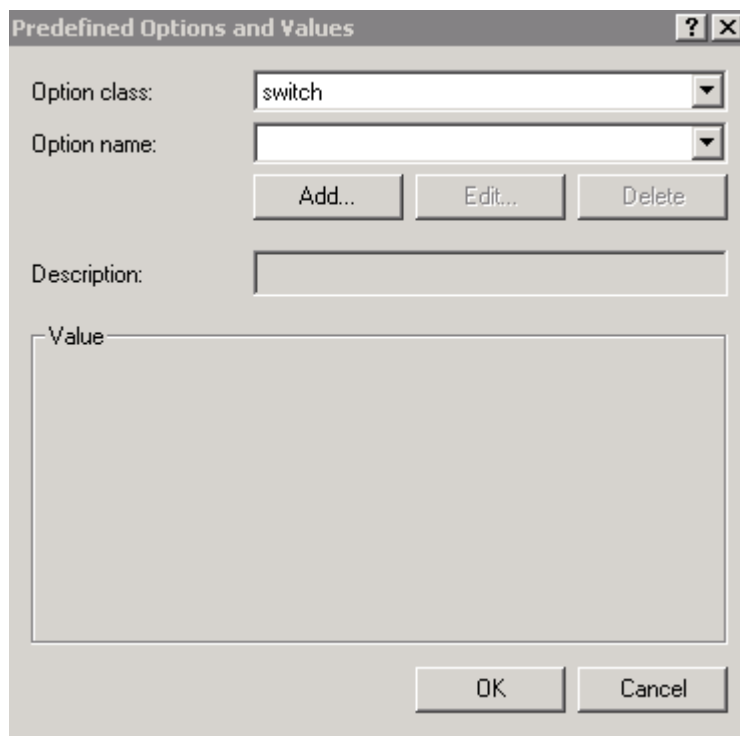 Predefined Options and Values
Option class: switch
Option name:
Add... Edit... Delete
Description:
Value
OK Cancel